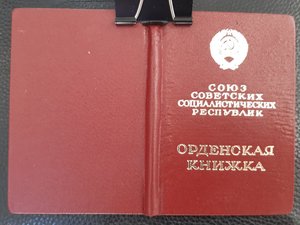 СОЮЗ
СОВЕТСКИХ
СОЦИАЛИСТИЧЕСКИХ
РЕСПУБЛИК
ОРДЕНСКАЯ
КНИЖКА